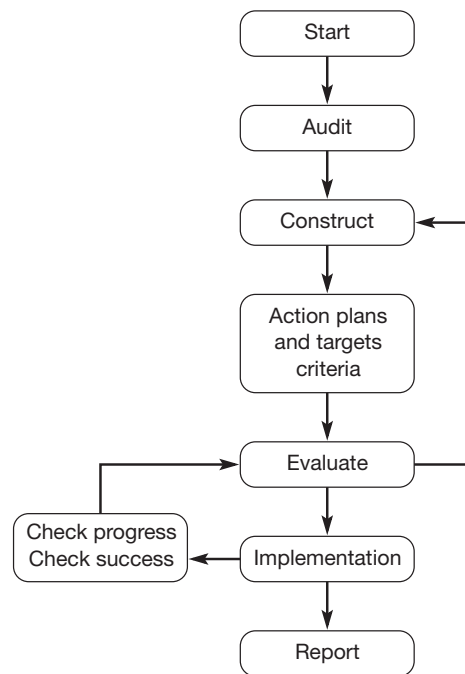 Start
Audit
Construct
Action plans
and targets
criteria
Evaluate
Check progress
Check success
Implementation
Report